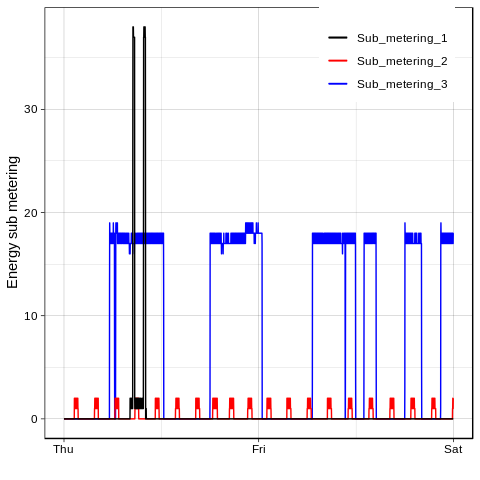 Sub_metering_1
Sub_metering_2
Sub_metering_3
Energy sub metering
30
20
10
0
Thu
Fri
Sat